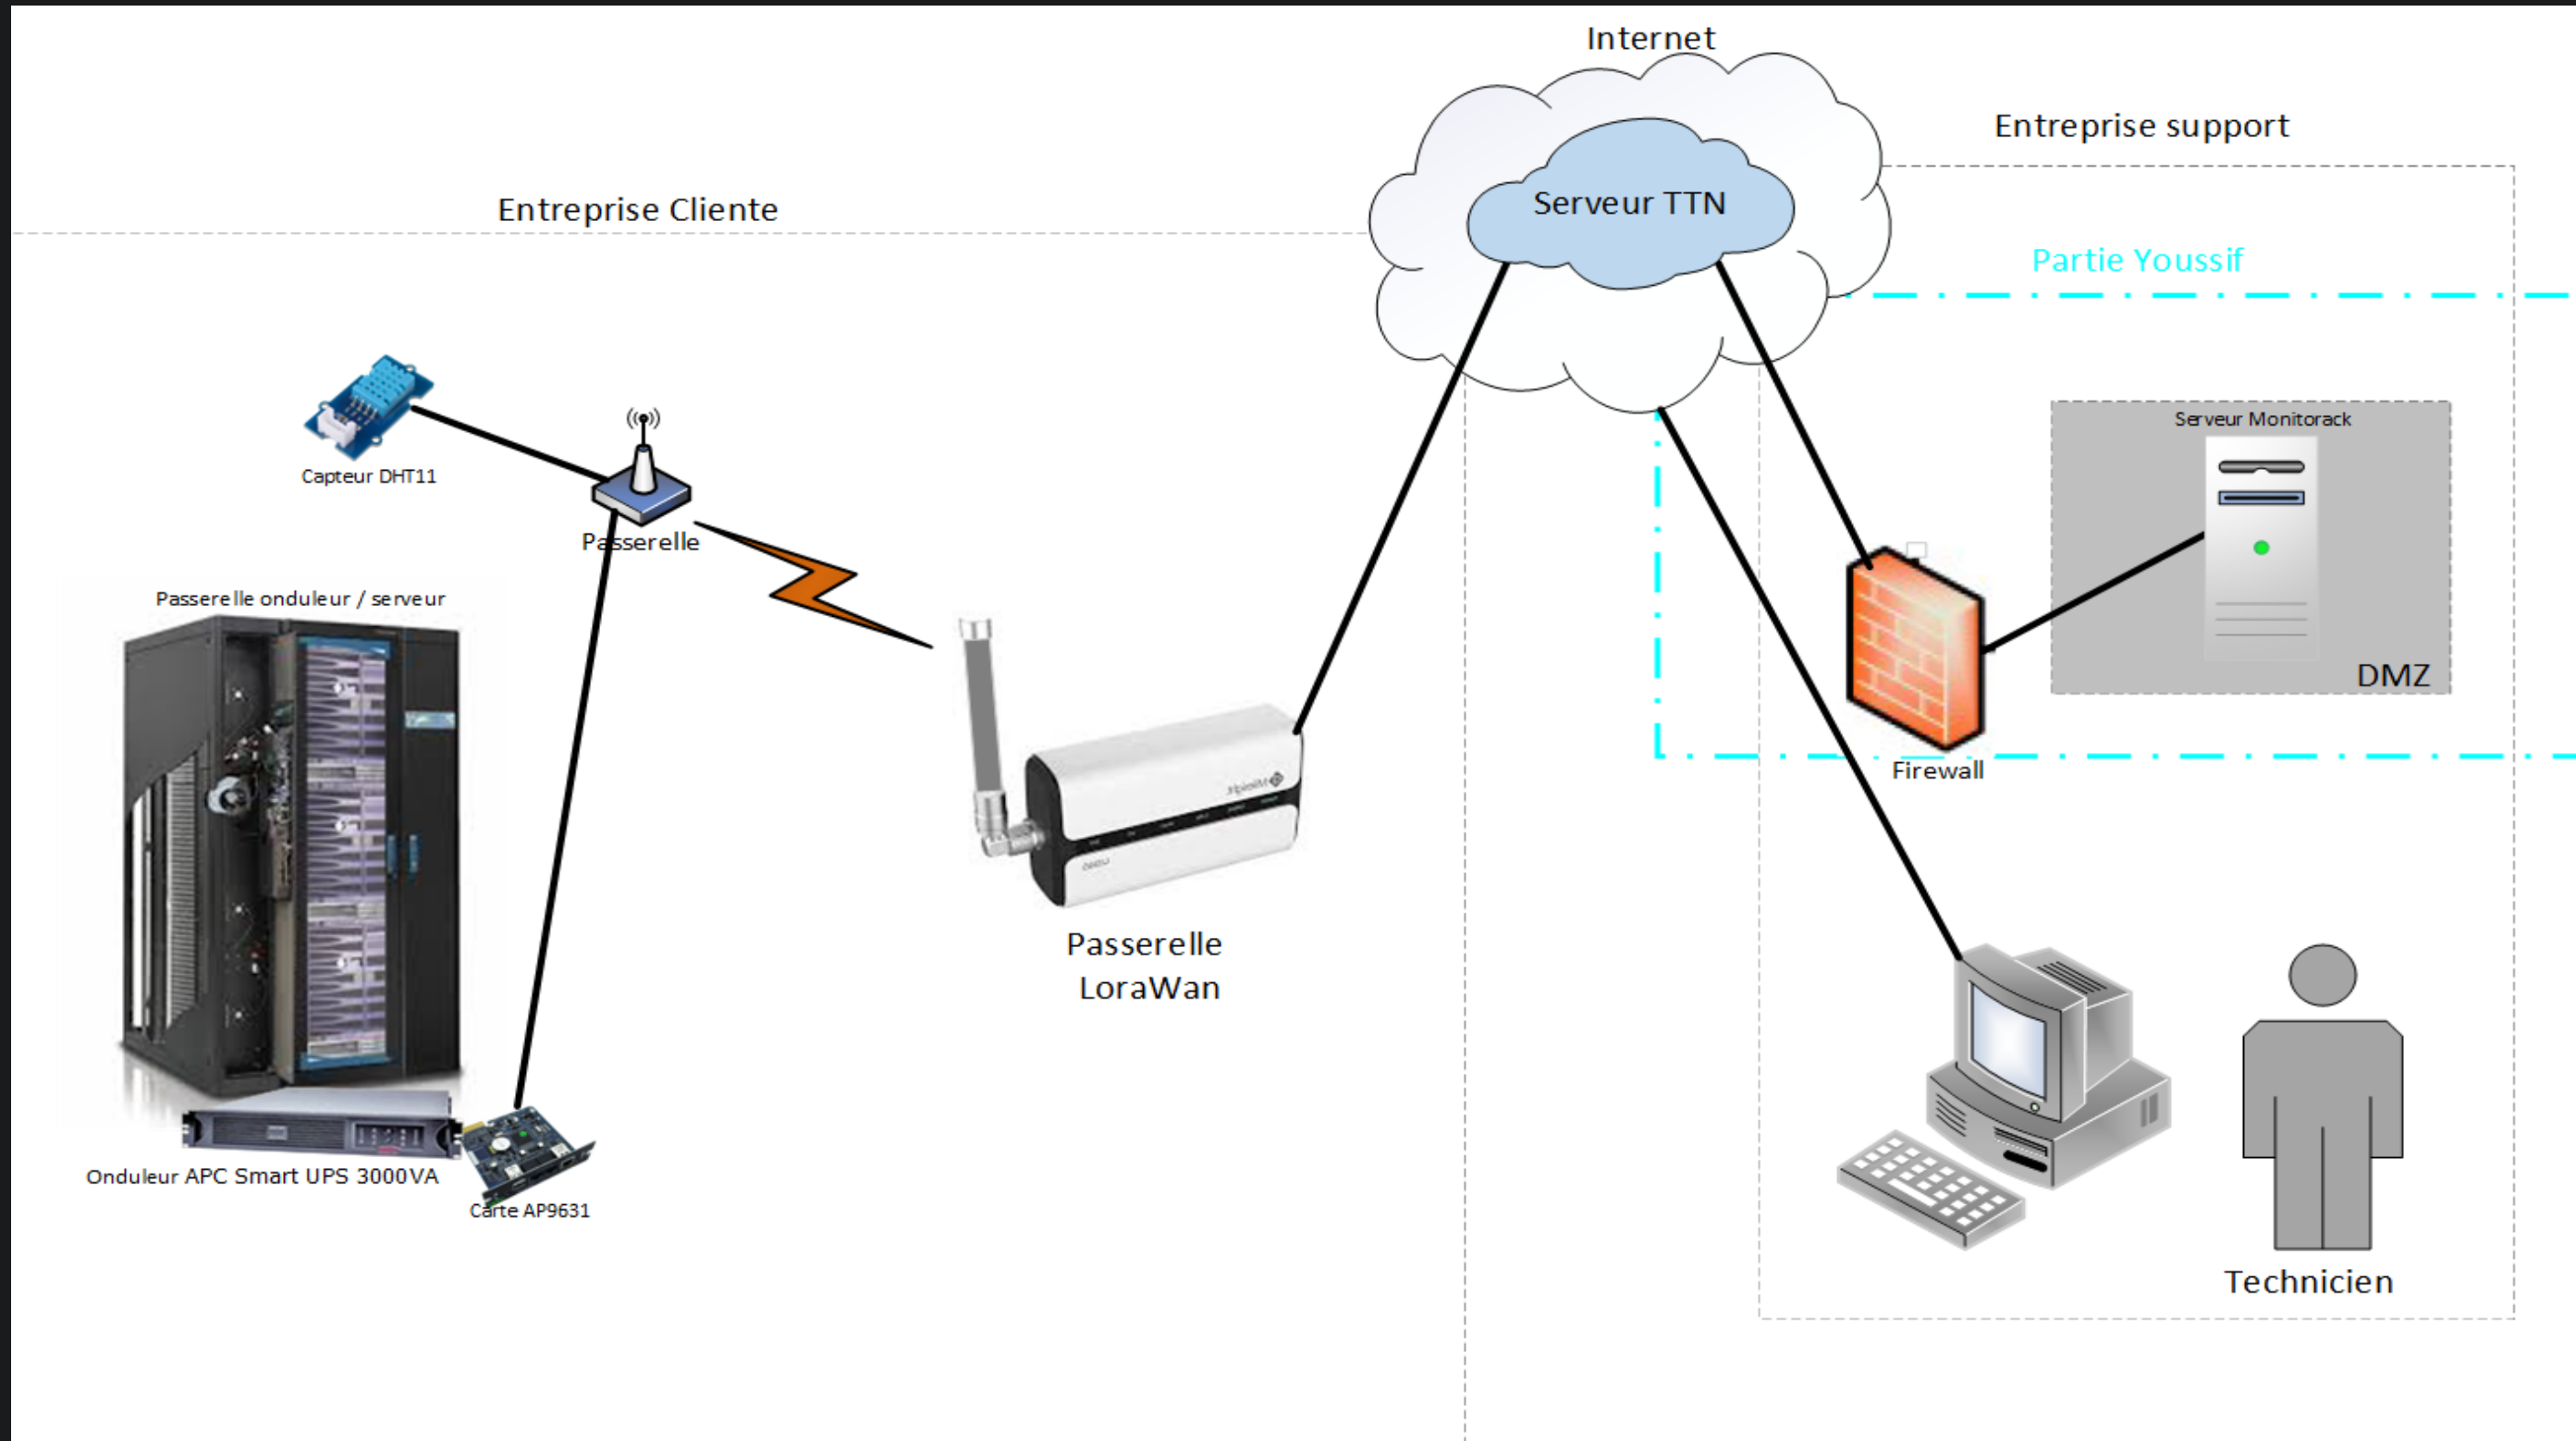 Internet
Entreprise support
Serveur TTN
Entreprise Cliente
Partie Youssif
Serveur Monitorack
Capteur DHT11
Passerelle
Passerelle onduleur / serveur
DMZ
Firewall
Passerelle
LoraWan
Onduleur APC Smart UPS 3000VA
Carte AP9631
Technicien